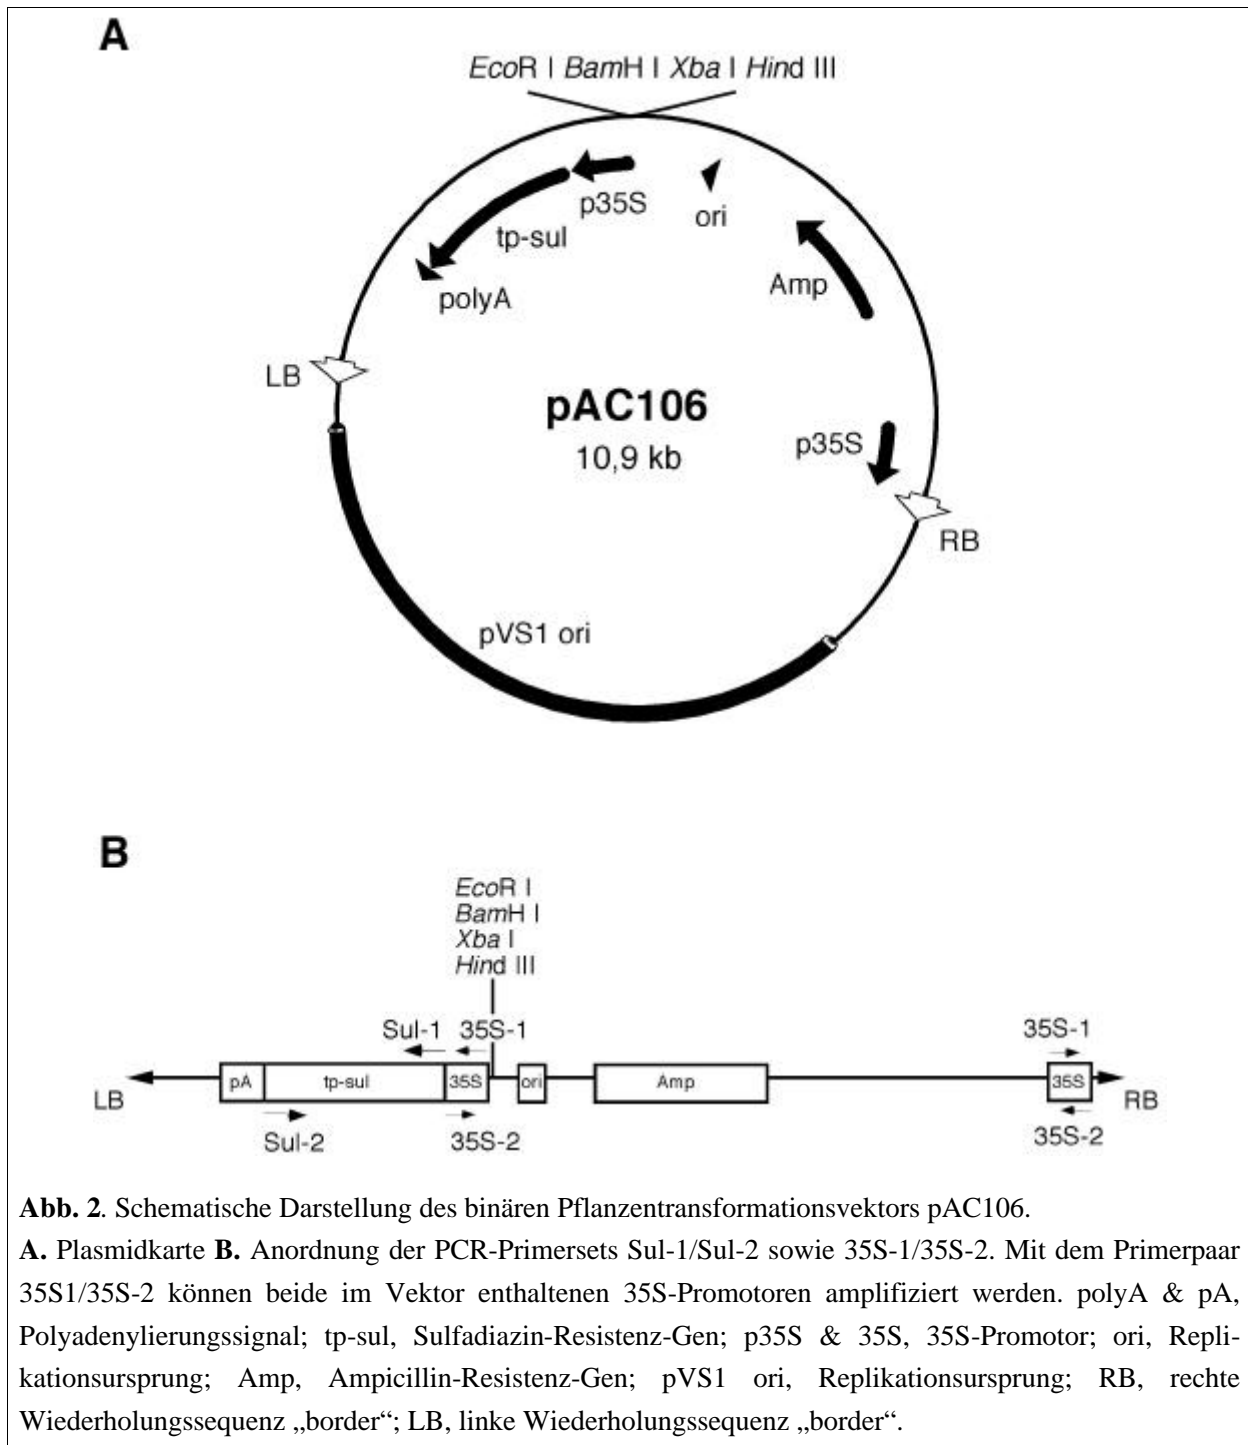 A
EcoR I BamH I Xba I Hind III
p35S
ori
tp-sul
Amp
polyA
LB
pAC106
10,9 kb
p35S
RB
pVS1 ori
B
EcoR I
BamH I
Xba I
Hind III
Sul-1 35S-1 35S-1
pA tp-sul 35S ori Amp 35S
LB RB
Sul-2 35S-2 35S-2
Abb. 2. Schematische Darstellung des binären Pflanzentransformationsvektors pAC106.
A. Plasmidkarte B. Anordnung der PCR-Primersets Sul-1/Sul-2 sowie 35S-1/35S-2. Mit dem Primerpaar
35S1/35S-2 können beide im Vektor enthaltenen 35S-Promotoren amplifiziert werden. polyA & pA,
Polyadenylierungssignal; tp-sul, Sulfadiazin-Resistenz-Gen; p35S & 35S, 35S-Promotor; ori, Repli-
kationsursprung; Amp, Ampicillin-Resistenz-Gen; pVS1 ori, Replikationsursprung; RB, rechte
Wiederholungssequenz „border“; LB, linke Wiederholungssequenz „border“.